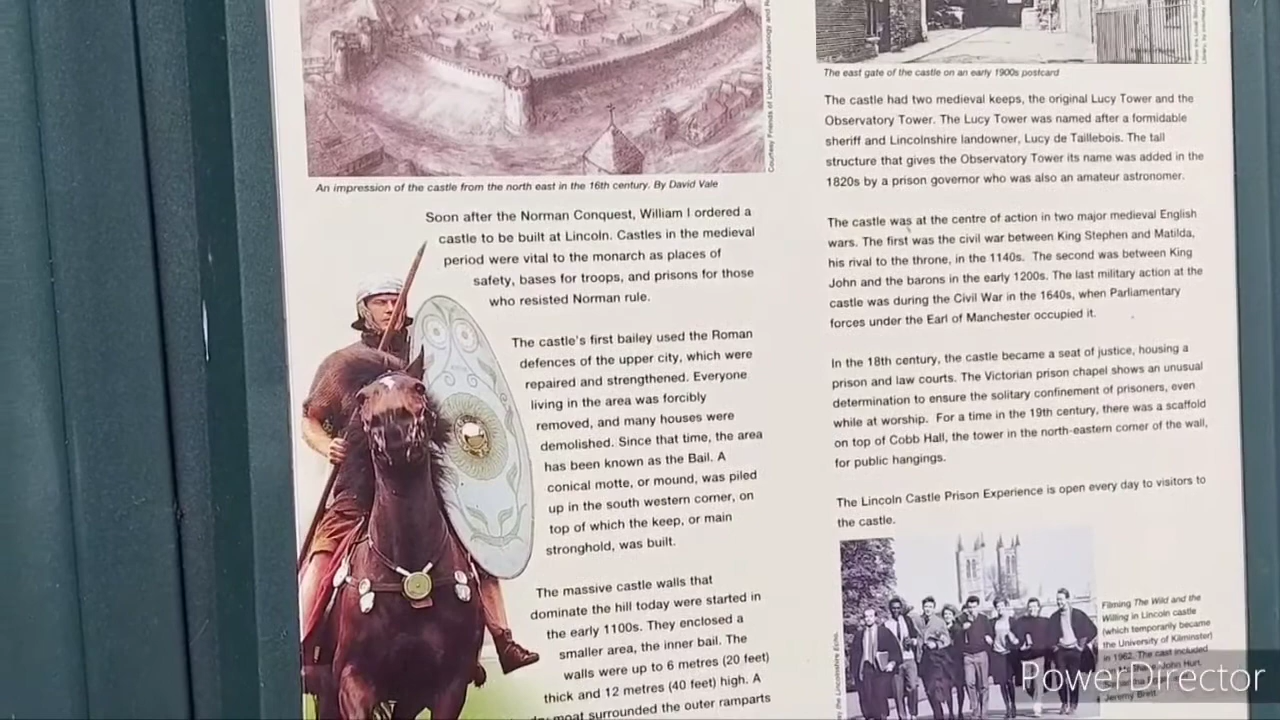 Courtesy Friends of Lincoln Archaeology and
An impression of the castle from the north east in the 16th century. By David Vale
Soon after the Norman Conquest, William I ordered a
castle to be built at Lincoln. Castles in the medieval
period were vital to the monarch as places of
safety, bases for troops, and prisons for those
who resisted Norman rule.
The castle's first bailey used the Roman
defences of the upper city, which were
repaired and strengthened. Everyone
living in the area was forcibly
removed, and many houses were
demolished. Since that time, the area
has been known as the Bail. A
conical motte, or mound, was piled
up in the south western corner, on
top of which the keep, or main
stronghold, was built.
The massive castle walls that
dominate the hill today were started in
the early 1100s. They enclosed a
smaller area, the inner bail. The
walls were up to 6 metres (20 feet)
thick and 12 metres (40 feet) high. A
dry moat surrounded the outer ramparts
The east gate of the castle on an early 1900s postcard
The castle had two medieval keeps, the original Lucy Tower and the
Observatory Tower. The Lucy Tower was named after a formidable
sheriff and Lincolnshire landowner, Lucy de Taillebois. The tall
structure that gives the Observatory Tower its name was added in the
1820s by a prison governor who was also an amateur astronomer.
The castle was at the centre of action in two major medieval English
wars. The first was the civil war between King Stephen and Matilda,
his rival to the throne, in the 1140s. The second was between King
John and the barons in the early 1200s. The last military action at the
castle was during the Civil War in the 1640s, when Parliamentary
forces under the Earl of Manchester occupied it.
In the 18th century, the castle became a seat of justice, housing a
prison and law courts. The Victorian prison chapel shows an unusual
determination to ensure the solitary confinement of prisoners, even
while at worship. For a time in the 19th century, there was a scaffold
on top of Cobb Hall, the tower in the north-eastern corner of the wall,
for public hangings.
The Lincoln Castle Prison Experience is open every day to visitors to
the castle.
the Lincolnshire Echo.
Filming The Wild and the
Willing in Lincoln castle
(which temporarily became
the University of Kilminster)
in 1962. The cast included
John Hurt,
Jeremy Brett.
PowerDirector